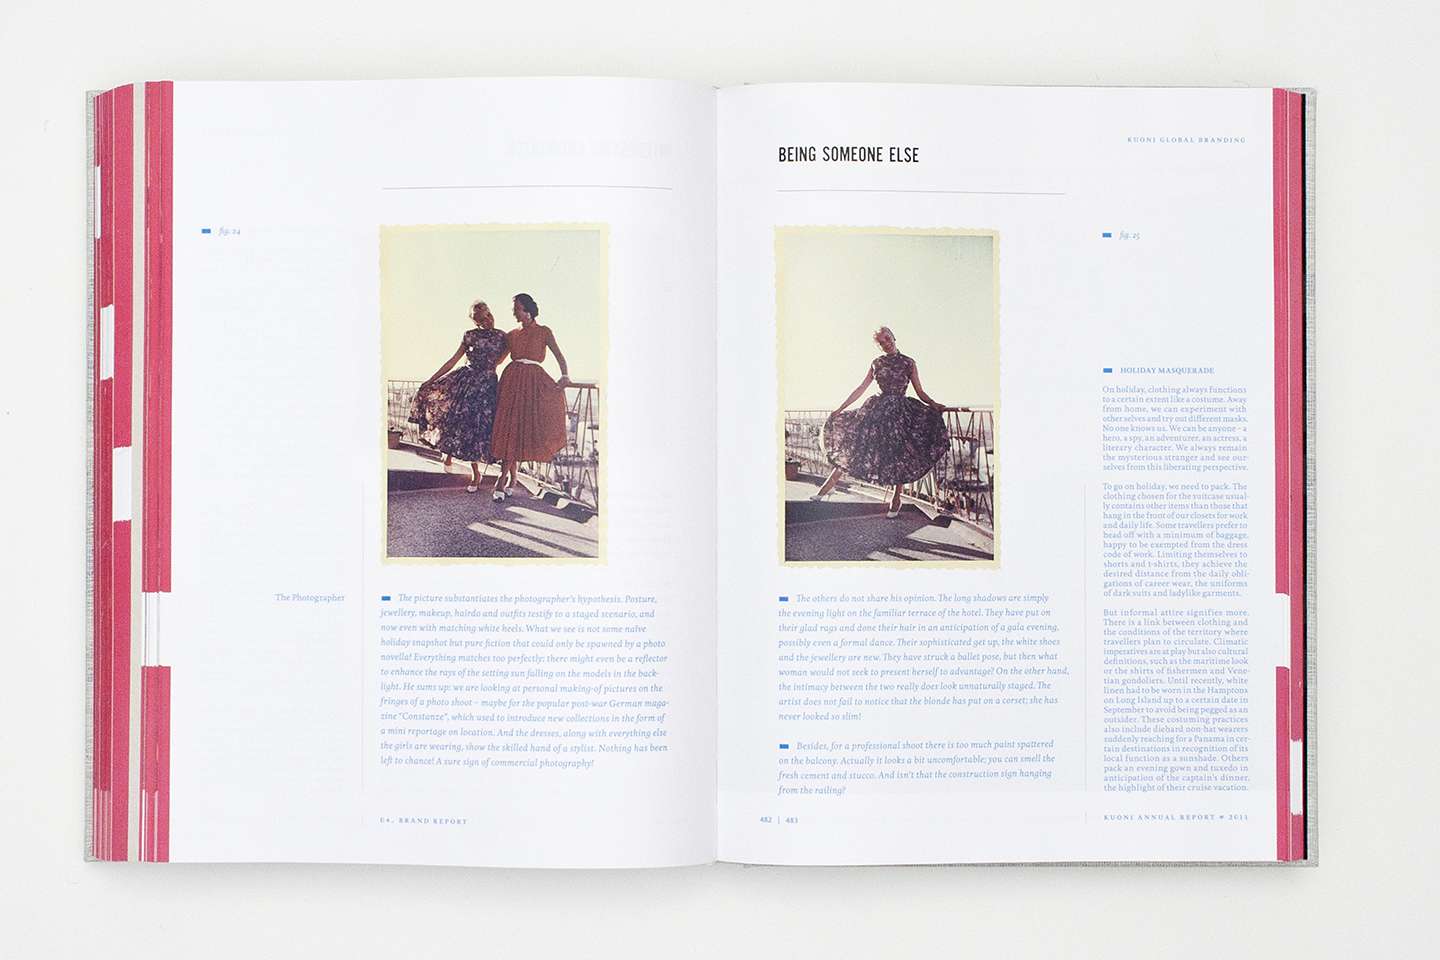 fig. 24
The Photographer
The picture substantiates the photographer's hypothesis. Posture,
jewellery, makeup, hairdo and outfits testify to a staged scenario, and
now even with matching white heels. What we see is not some naïve
holiday snapshot but pure fiction that could only be spawned by a photo
novella! Everything matches too perfectly: there might even be a reflector
to enhance the rays of the setting sun falling on the models in the back-
light. He sums up: we are looking at personal making-of pictures on the
fringes of a photo shoot – maybe for the popular post-war German maga-
zine "Constanze", which used to introduce new collections in the form of
a mini reportage on location. And the dresses, along with everything else
the girls are wearing, show the skilled hand of a stylist. Nothing has been
left to chance! A sure sign of commercial photography!
04. BRAND REPORT
BEING SOMEONE ELSE
KUONI GLOBAL BRANDING
fig. 25
The others do not share his opinion. The long shadows are simply
the evening light on the familiar terrace of the hotel. They have put on
their glad rags and done their hair in an anticipation of a gala evening,
possibly even a formal dance. Their sophisticated get up, the white shoes
and the jewellery are new. They have struck a ballet pose, but then what
woman would not seek to present herself to advantage? On the other hand,
the intimacy between the two really does look unnaturally staged. The
artist does not fail to notice that the blonde has put on a corset; she has
never looked so slim!
Besides, for a professional shoot there is too much paint spattered
on the balcony. Actually it looks a bit uncomfortable; you can smell the
fresh cement and stucco. And isn't that the construction sign hanging
from the railing?
482 | 483
HOLIDAY MASQUERADE
On holiday, clothing always functions
to a certain extent like a costume. Away
from home, we can experiment with
other selves and try out different masks.
No one knows us. We can be anyone – a
hero, a spy, an adventurer, an actress, a
literary character. We always remain
the mysterious stranger and see our-
selves from this liberating perspective.
To go on holiday, we need to pack. The
clothing chosen for the suitcase usual-
ly contains other items than those that
hang in the front of our closets for work
and daily life. Some travellers prefer to
head off with a minimum of baggage,
happy to be exempted from the dress
code of work. Limiting themselves to
shorts and t-shirts, they achieve the
desired distance from the daily obli-
gations of career wear, the uniforms
of dark suits and ladylike garments.
But informal attire signifies more.
There is a link between clothing and
the conditions of the territory where
travellers plan to circulate. Climatic
imperatives are at play but also cultural
definitions, such as the maritime look
or the shirts of fishermen and Vene-
tian gondoliers. Until recently, white
linen had to be worn in the Hamptons
on Long Island up to a certain date in
September to avoid being pegged as an
outsider. These costuming practices
also include diehard non-hat wearers
suddenly reaching for a Panama in cer-
tain destinations in recognition of its
local function as a sunshade. Others
pack an evening gown and tuxedo in
anticipation of the captain's dinner,
the highlight of their cruise vacation.
KUONI ANNUAL REPORT # 2011